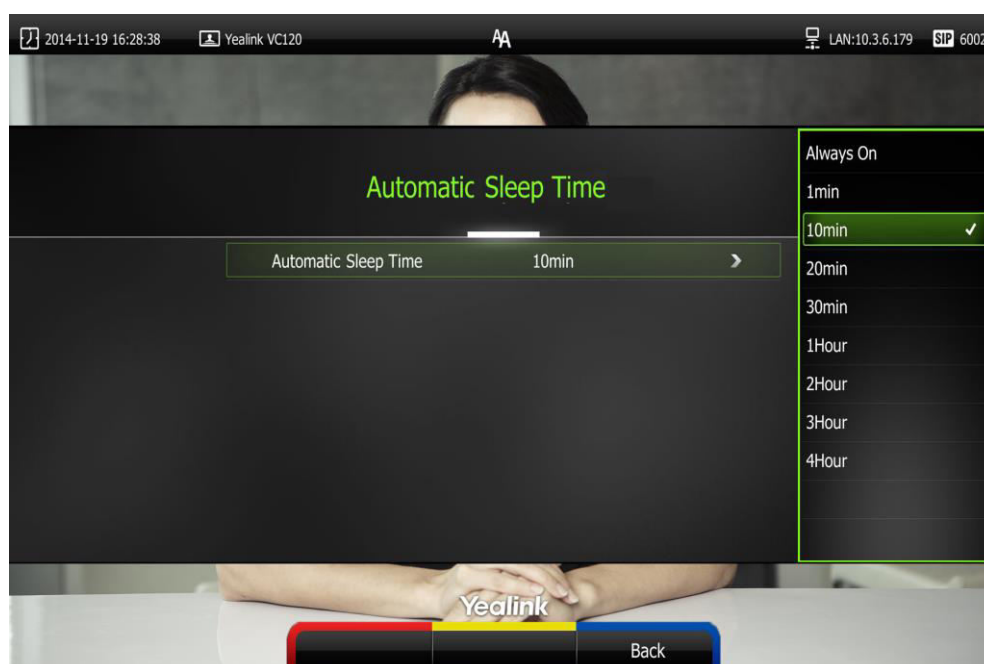 2014-11-19 16:28:38 Yealink VC120 AA LAN:10.3.6.179 SIP 6002
Automatic Sleep Time
Automatic Sleep Time 10min
Always On
1min
10min
20min
30min
1Hour
2Hour
3Hour
4Hour
Yealink
Back